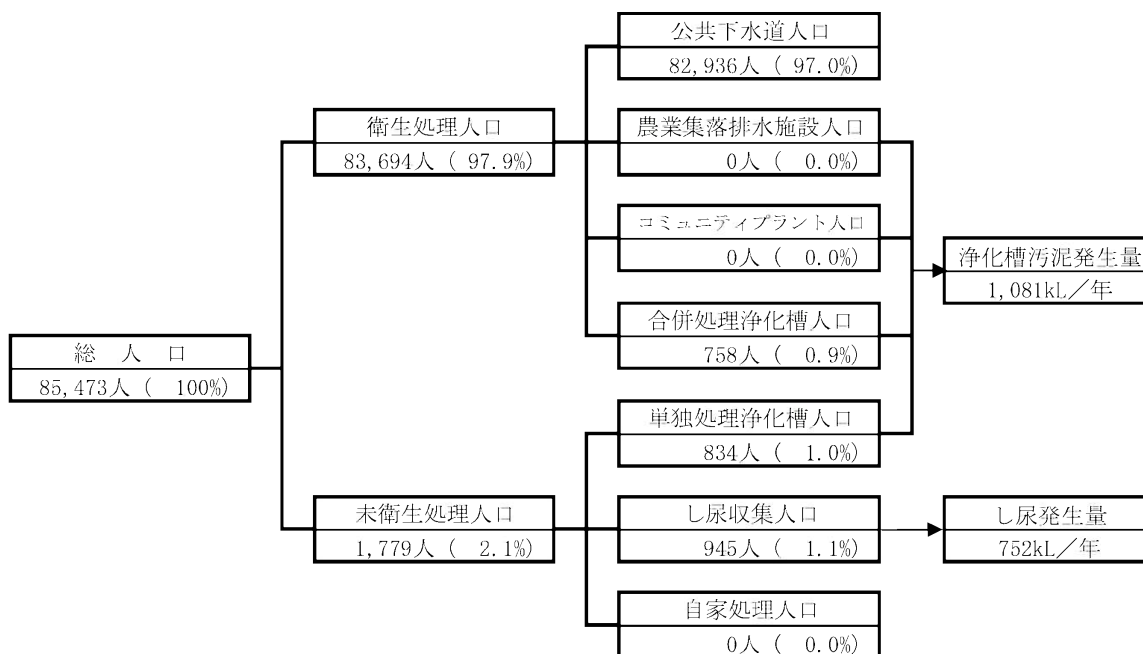 公共下水道人口
82,936人 ( 97.0%)
衛生処理人口
83,694人 ( 97.9%)
農業集落排水施設人口
0人 ( 0.0%)
コミュニティプラント人口
0人 ( 0.0%)
浄化槽汚泥発生量
1,081kL／年
合併処理浄化槽人口
758人 ( 0.9%)
総 人 口
85,473人 ( 100%)
単独処理浄化槽人口
834人 ( 1.0%)
未衛生処理人口
1,779人 ( 2.1%)
し尿収集人口
945人 ( 1.1%)
し尿発生量
752kL／年
自家処理人口
0人 ( 0.0%)